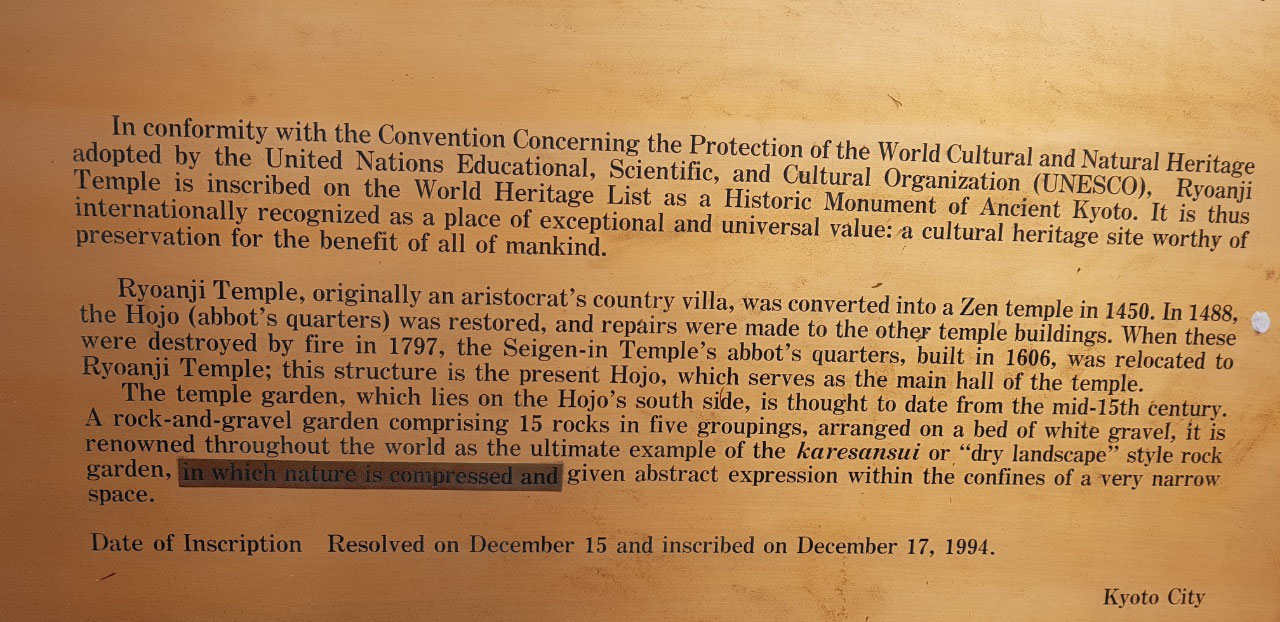 In conformity with the Convention Concerning the Protection of the World Cultural and Natural Heritage
adopted by the United Nations Educational, Scientific, and Cultural Organization (UNESCO), Ryoanji
Temple is inscribed on the World Heritage List as a Historic Monument of Ancient Kyoto. It is thus
internationally recognized as a place of exceptional and universal value: a cultural heritage site worthy of
preservation for the benefit of all of mankind.
Ryoanji Temple, originally an aristocrat's country villa, was converted into a Zen temple in 1450. In 1488,
the Hojo (abbot's quarters) was restored, and repairs were made to the other temple buildings. When these
were destroyed by fire in 1797, the Seigen-in Temple's abbot's quarters, built in 1606, was relocated to
Ryoanji Temple; this structure is the present Hojo, which serves as the main hall of the temple.
The temple garden, which lies on the Hojo's south side, is thought to date from the mid-15th century.
A rock-and-gravel garden comprising 15 rocks in five groupings, arranged on a bed of white gravel, it is
renowned throughout the world as the ultimate example of the karesansui or “dry landscape” style rock
garden, in which nature is compressed and given abstract expression within the confines of a very narrow
space.
Date of Inscription Resolved on December 15 and inscribed on December 17, 1994.
Kyoto City